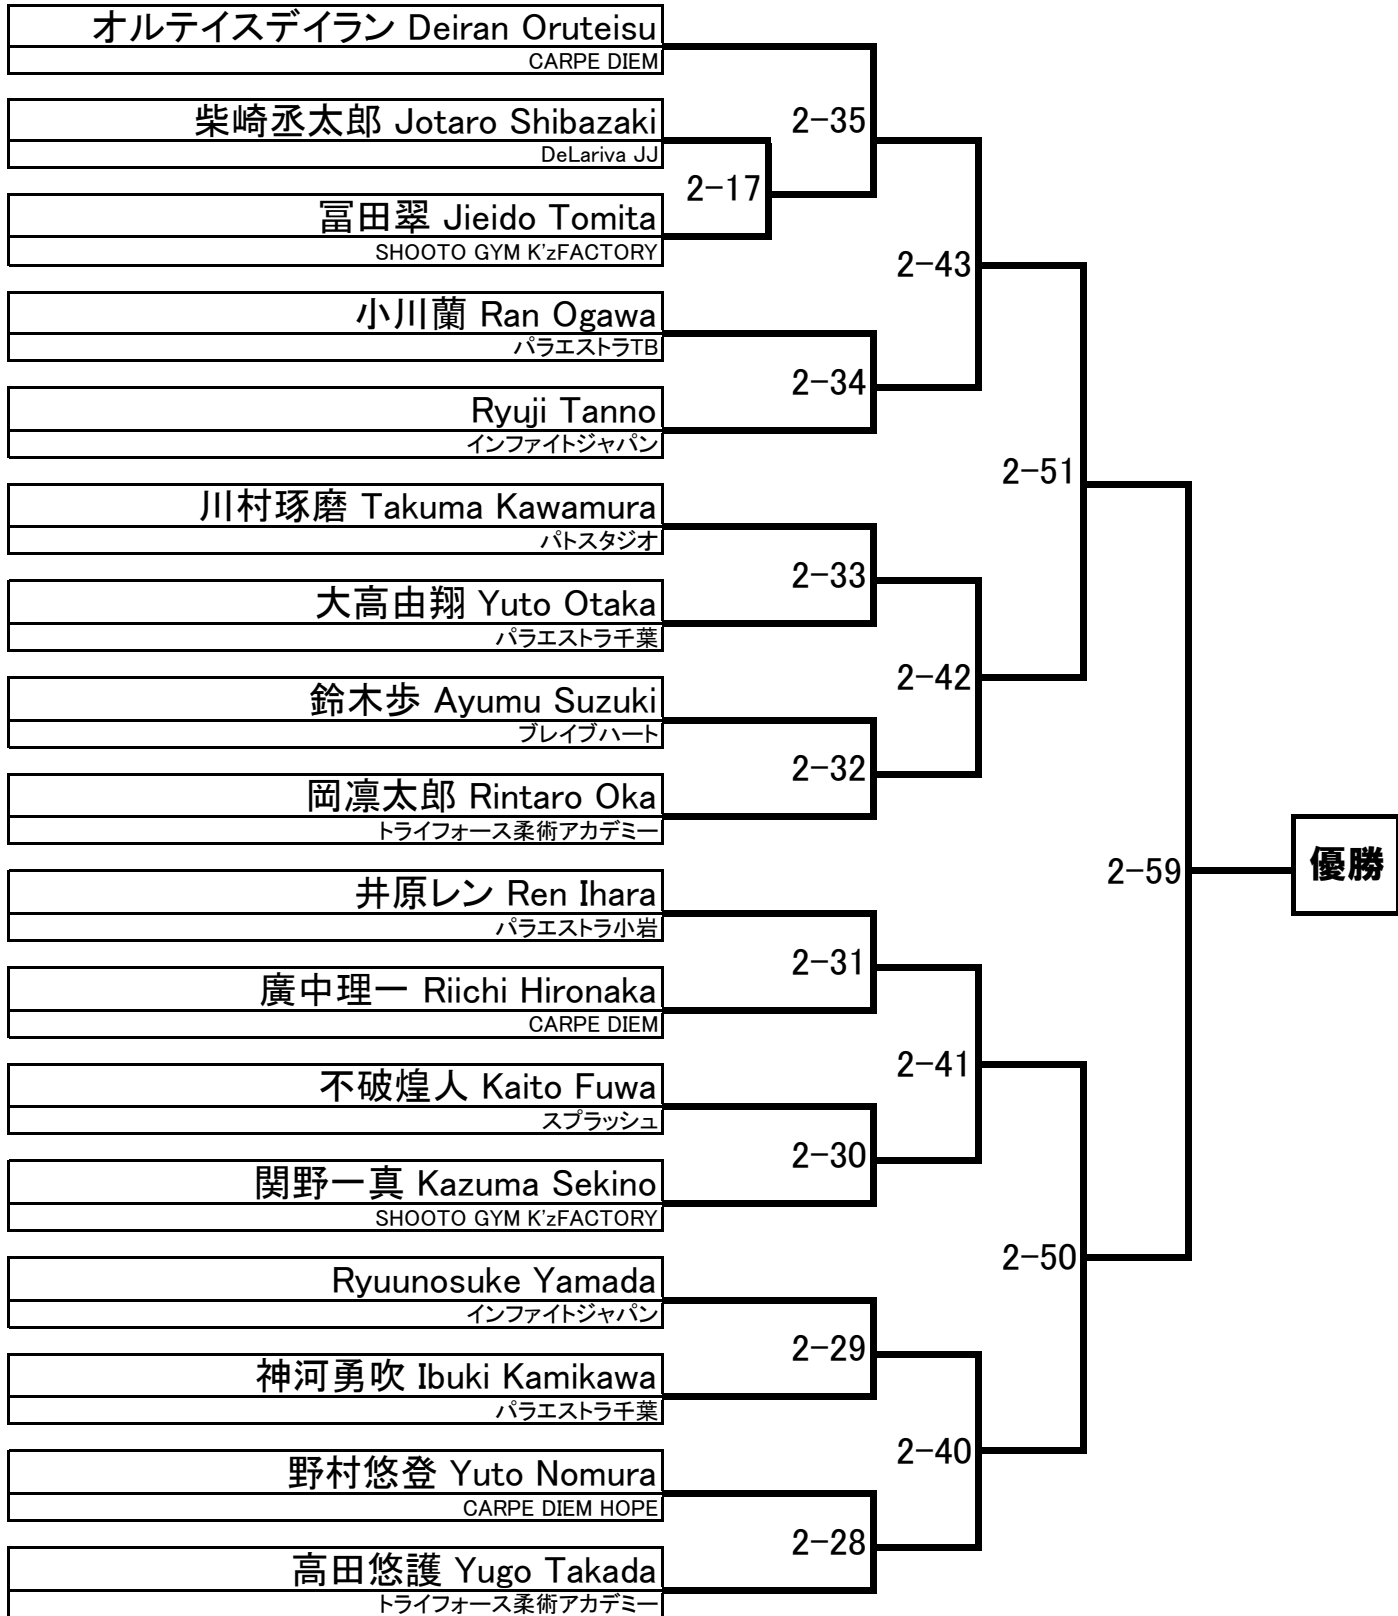 オルテイスデイラン Deiran Oruteisu
CARPE DIEM
柴崎丞太郎 Jotaro Shibazaki
DeLariva JJ
冨田翠 Jieido Tomita
SHOOTO GYM K'zFACTORY
小川蘭 Ran Ogawa
パラエストラTB
Ryuji Tanno
インファイトジャパン
川村琢磨 Takuma Kawamura
パトスタジオ
大高由翔 Yuto Otaka
パラエストラ千葉
鈴木歩 Ayumu Suzuki
ブレイブハート
岡凛太郎 Rintaro Oka
トライフォース柔術アカデミー
井原レン Ren Ihara
パラエストラ小岩
廣中理一 Riichi Hironaka
CARPE DIEM
不破煌人 Kaito Fuwa
スプラッシュ
関野一真 Kazuma Sekino
SHOOTO GYM K'zFACTORY
Ryuunosuke Yamada
インファイトジャパン
神河勇吹 Ibuki Kamikawa
パラエストラ千葉
野村悠登 Yuto Nomura
CARPE DIEM HOPE
高田悠護 Yugo Takada
トライフォース柔術アカデミー
2-17
2-35
2-34
2-33
2-32
2-31
2-30
2-29
2-28
2-43
2-42
2-41
2-40
2-51
2-50
2-59
優勝